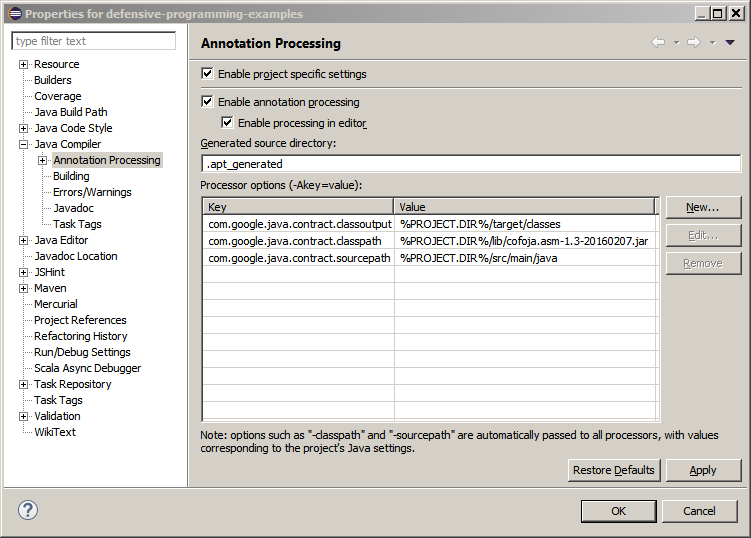 Properties for defensive-programming-examples
type filter text
Resource
Builders
Coverage
Java Build Path
Java Code Style
Java Compiler
Annotation Processing
Building
Errors/Warnings
Javadoc
Task Tags
Java Editor
Javadoc Location
JSHint
Maven
Mercurial
Project References
Refactoring History
Run/Debug Settings
Scala Async Debugger
Task Repository
Task Tags
Validation
WikiText
Annotation Processing
Enable project specific settings
Enable annotation processing
Enable processing in editor
Generated source directory:
.apt_generated
Processor options (-Akey=value):
Key Value
com.google.java.contract.classoutput %PROJECT.DIR%/target/classes
com.google.java.contract.classpath %PROJECT.DIR%/lib/cofoja.asm-1.3-20160207.jar
com.google.java.contract.sourcepath %PROJECT.DIR%/src/main/java
New...
Edit...
Remove
Note: options such as "-classpath" and "-sourcepath" are automatically passed to all processors, with values
corresponding to the project's Java settings.
Restore Defaults Apply
? OK Cancel